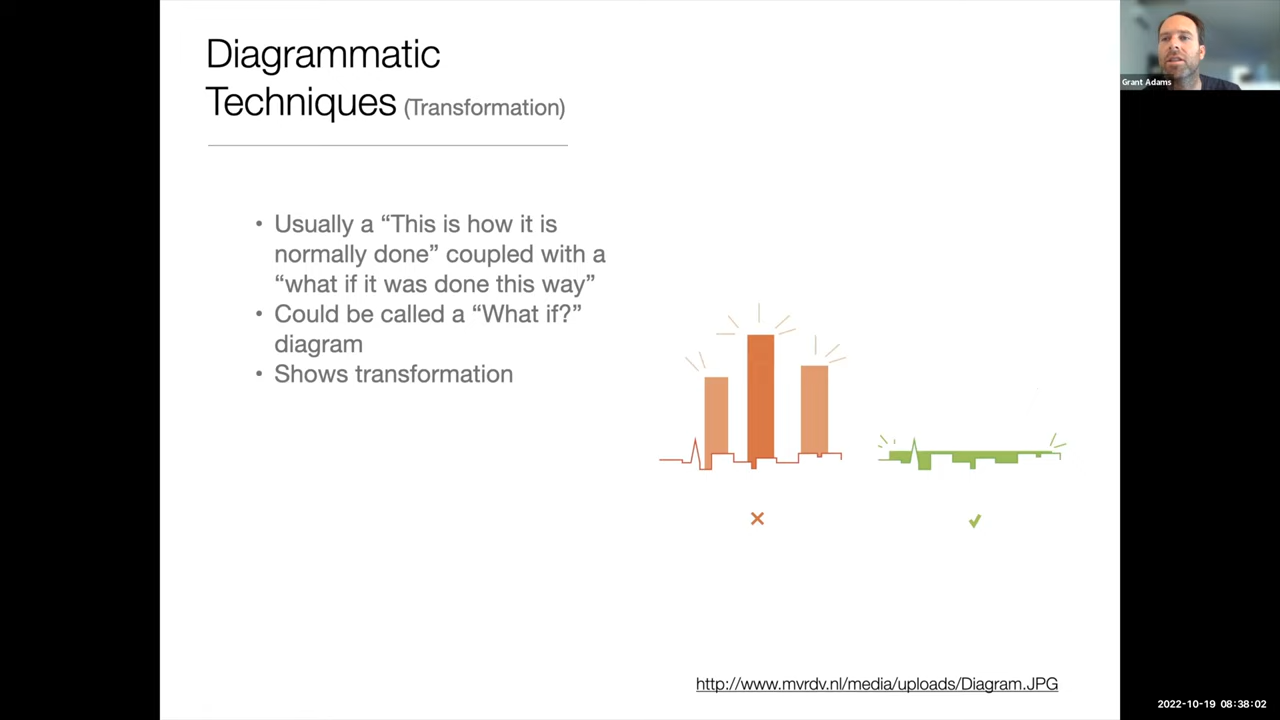 Diagrammatic
Techniques (Transformation)
• Usually a “This is how it is
normally done” coupled with a
“what if it was done this way”
• Could be called a “What if?”
diagram
• Shows transformation
http://www.mvrdv.nl/media/uploads/Diagram.JPG
Grant Adams
2022-10-19 08:38:02